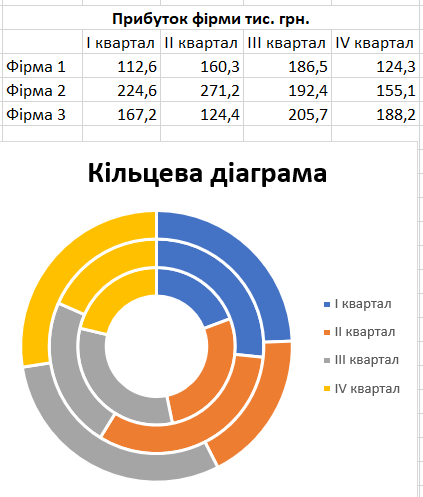 Прибуток фірми тис. грн.
I квартал II квартал III квартал IV квартал
Фірма 1 112,6 160,3 186,5 124,3
Фірма 2 224,6 271,2 192,4 155,1
Фірма 3 167,2 124,4 205,7 188,2
Кільцева діаграма
I квартал
II квартал
III квартал
IV квартал